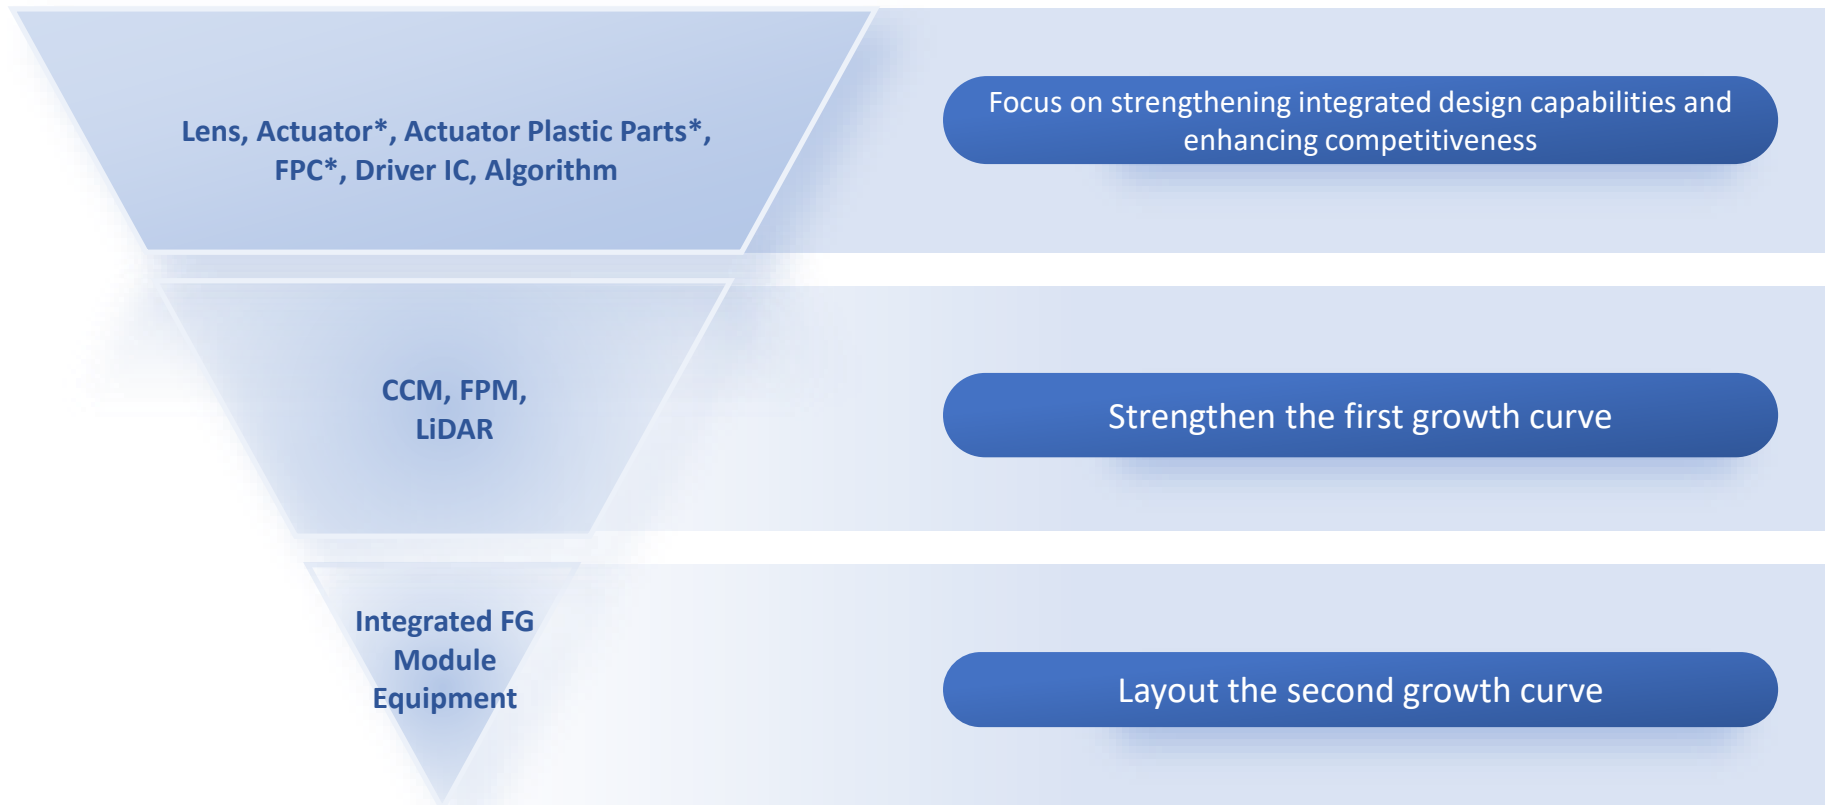 Lens, Actuator*, Actuator Plastic Parts*,
FPC*, Driver IC, Algorithm
Focus on strengthening integrated design capabilities and
enhancing competitiveness
CCM, FPM,
LiDAR
Strengthen the first growth curve
Integrated FG
Module
Equipment
Layout the second growth curve